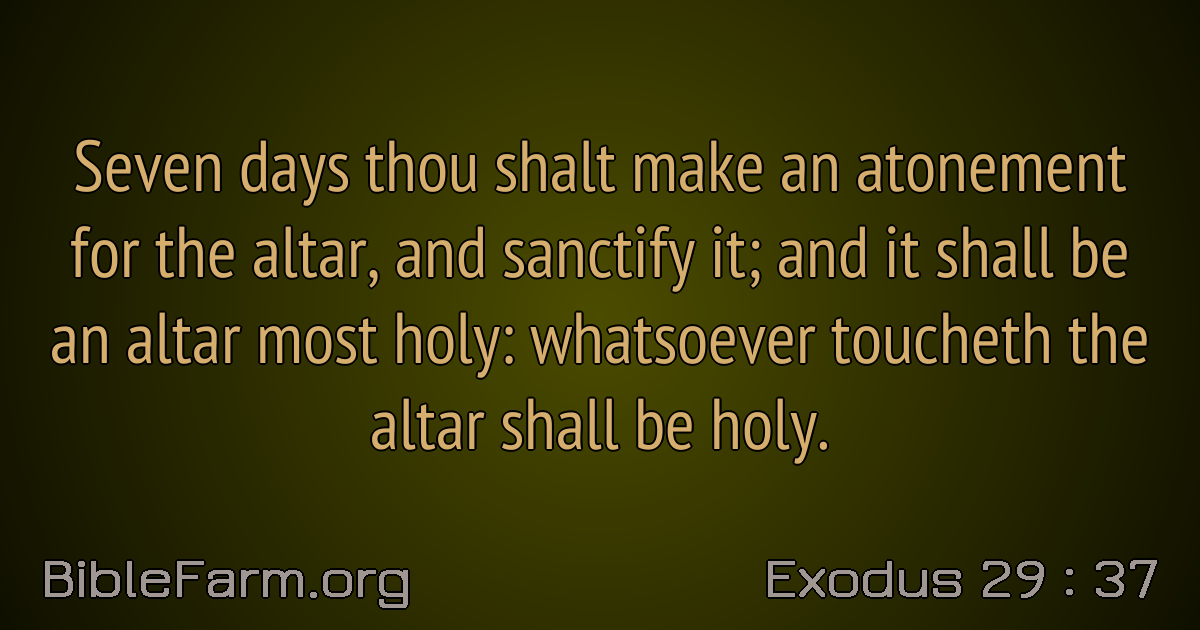 Seven days thou shalt make an atonement
for the altar, and sanctify it; and it shall be
an altar most holy: whatsoever toucheth the
altar shall be holy.
BibleFarm.org
Exodus 29 : 37